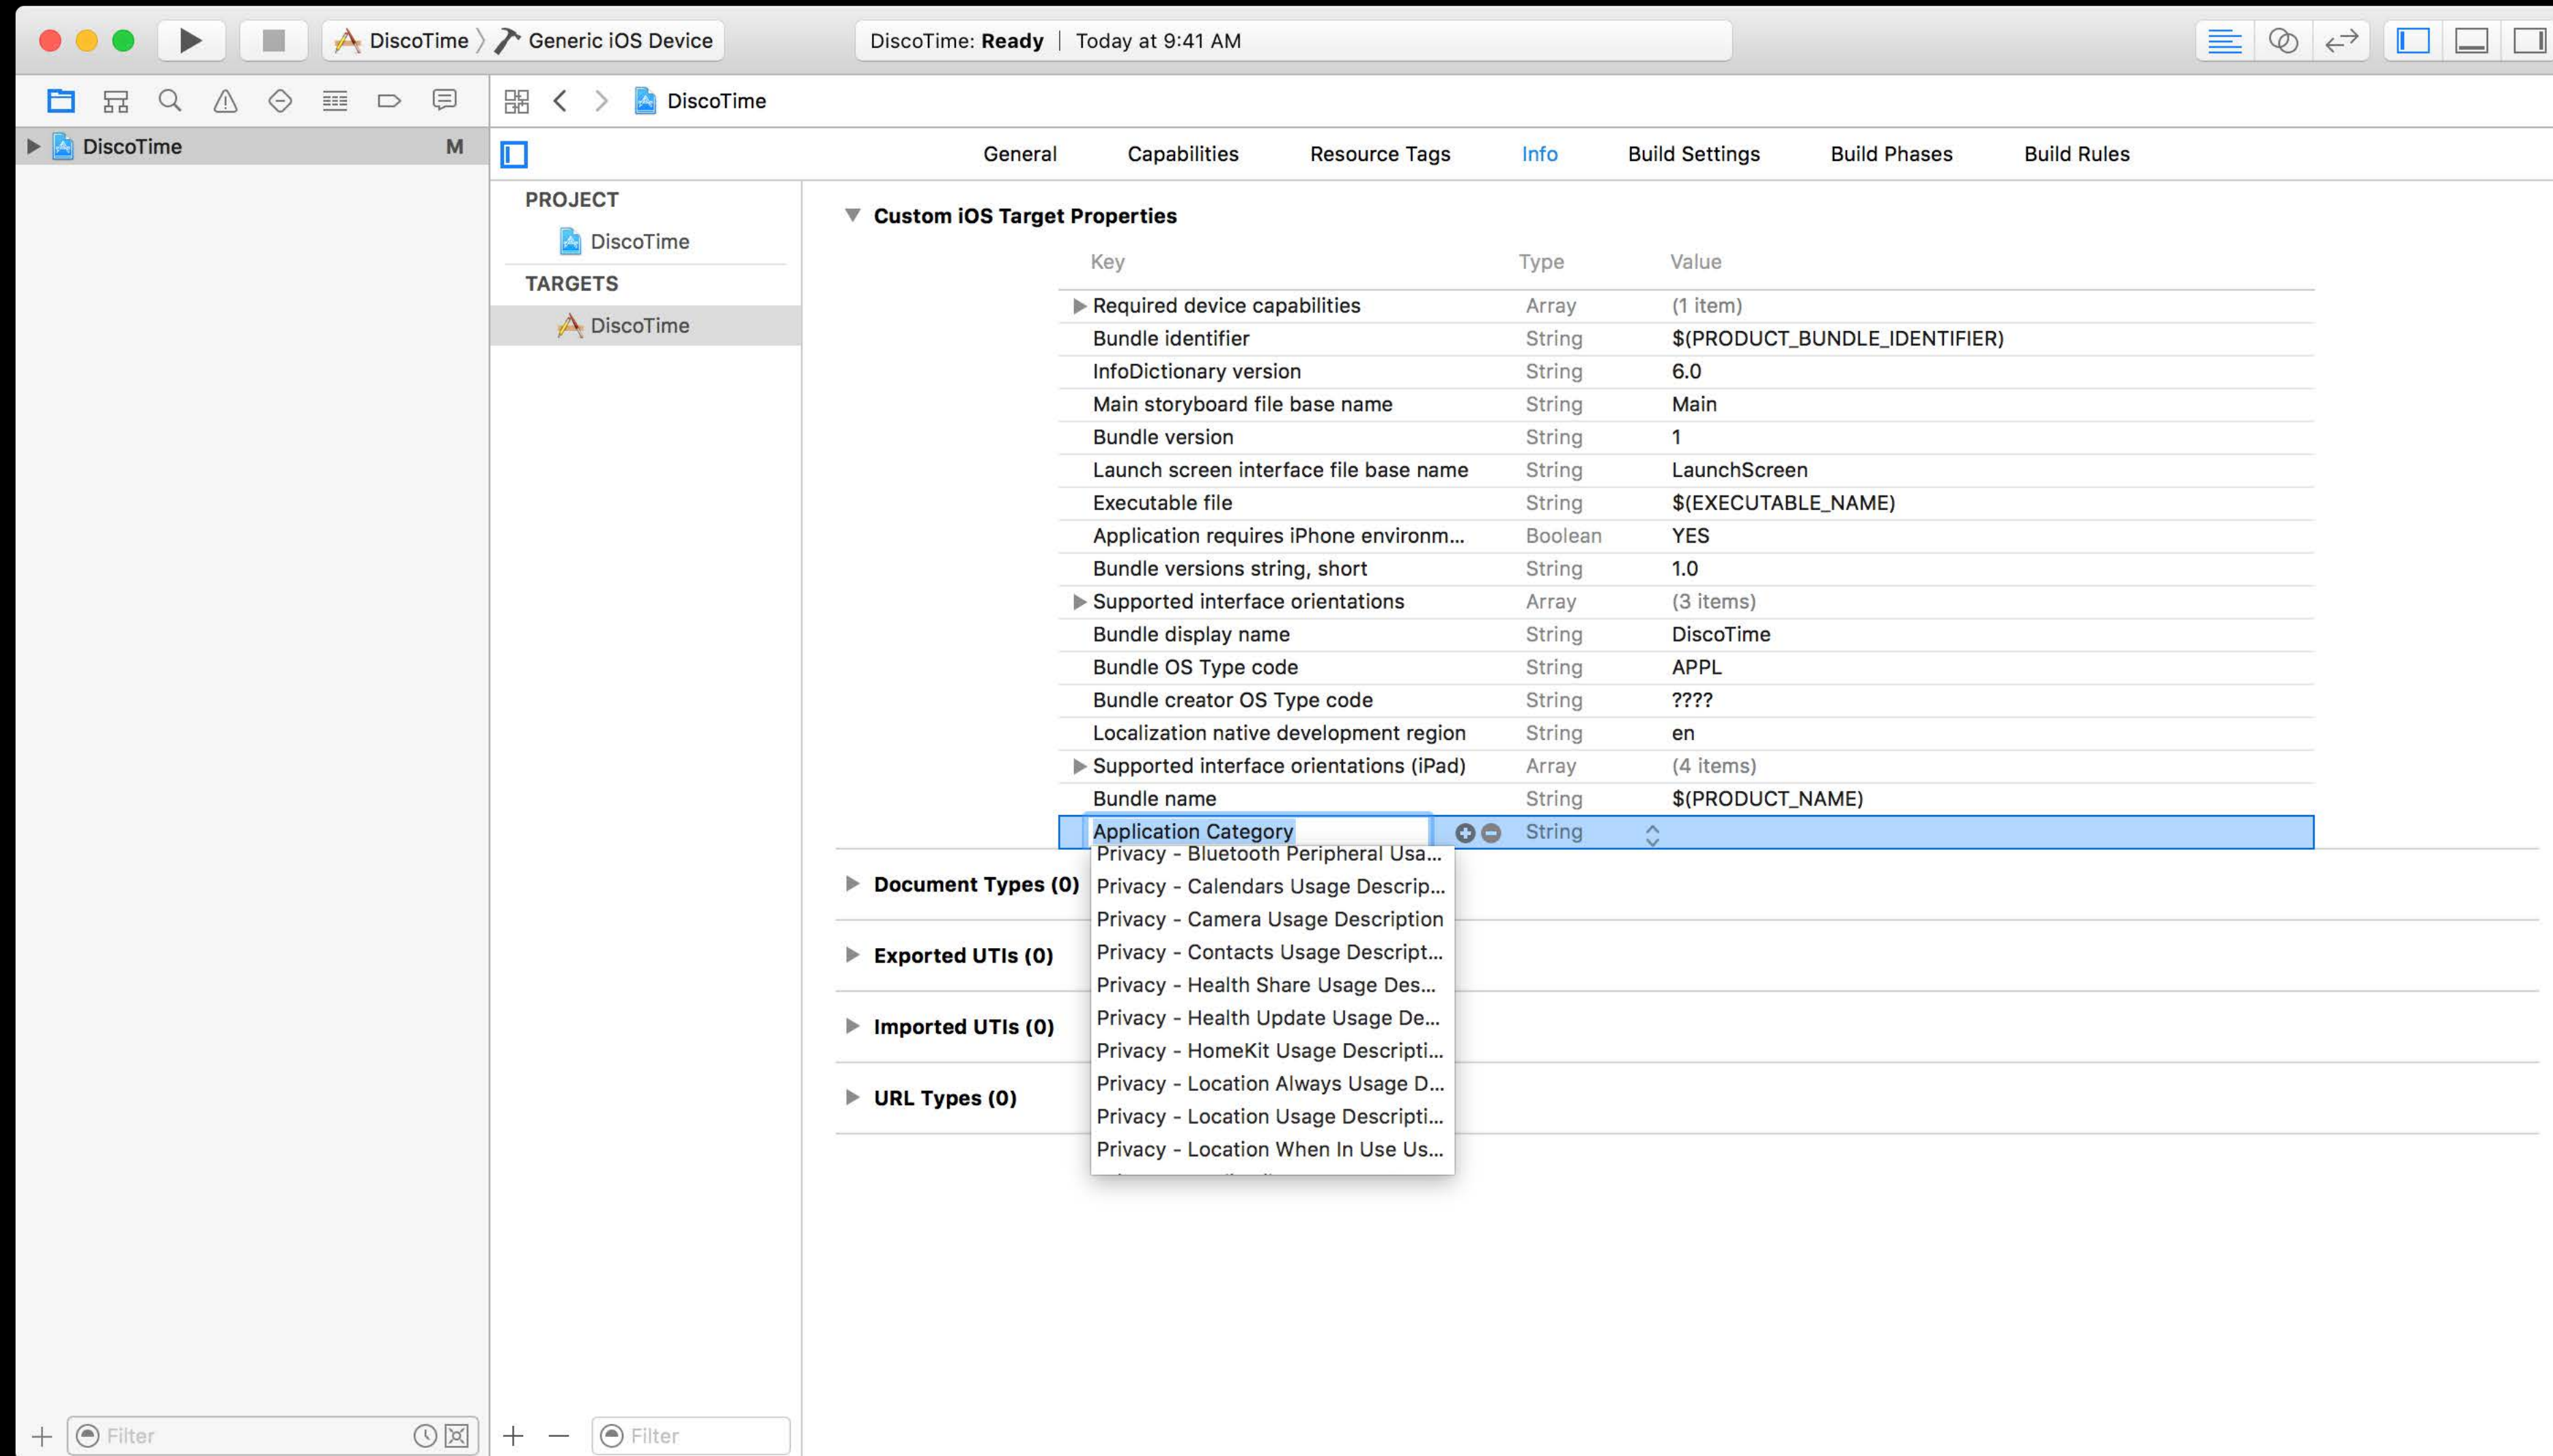 DiscoTime Generic iOS Device DiscoTime: Ready | Today at 9:41 AM
DiscoTime
DiscoTime M
General Capabilities Resource Tags Info Build Settings Build Phases Build Rules
PROJECT
DiscoTime
TARGETS
DiscoTime
Custom iOS Target Properties
Key Type Value
Required device capabilities Array (1 item)
Bundle identifier String $(PRODUCT_BUNDLE_IDENTIFIER)
InfoDictionary version String 6.0
Main storyboard file base name String Main
Bundle version String 1
Launch screen interface file base name String LaunchScreen
Executable file String $(EXECUTABLE_NAME)
Application requires iPhone environm... Boolean YES
Bundle versions string, short String 1.0
Supported interface orientations Array (3 items)
Bundle display name String DiscoTime
Bundle OS Type code String APPL
Bundle creator OS Type code String ????
Localization native development region String en
Supported interface orientations (iPad) Array (4 items)
Bundle name String $(PRODUCT_NAME)
Application Category String
Privacy - Bluetooth Peripheral Usa...
Privacy - Calendars Usage Descrip...
Privacy - Camera Usage Description
Privacy - Contacts Usage Descript...
Privacy - Health Share Usage Des...
Privacy - Health Update Usage De...
Privacy - HomeKit Usage Descripti...
Privacy - Location Always Usage D...
Privacy - Location Usage Descripti...
Privacy - Location When In Use Us...
Document Types (0)
Exported UTIs (0)
Imported UTIs (0)
URL Types (0)
Filter
Filter